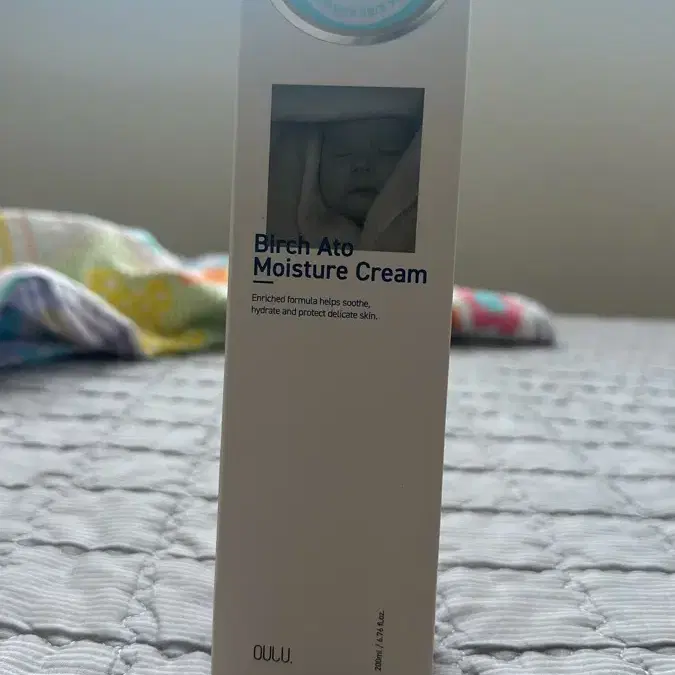 Birch Ato
Moisture Cream
Enriched formula helps soothe,
hydrate and protect delicate skin.
OULU.
200ml / 6.76 fl.oz.